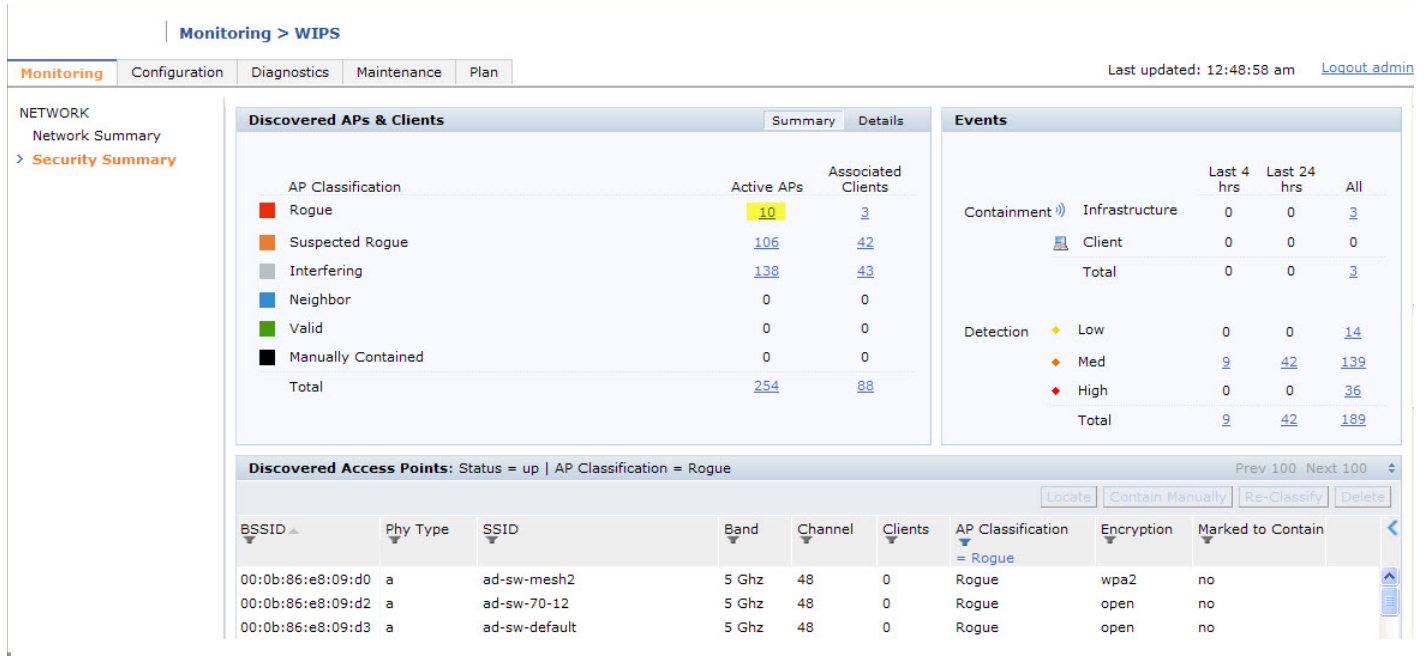 Monitoring > WIPS
Monitoring Configuration Diagnostics Maintenance Plan Last updated: 12:48:58 am Logout admin
NETWORK
Network Summary
> Security Summary
Discovered APs & Clients Summary Details
AP Classification Active APs Associated Clients
Rogue 10 3
Suspected Rogue 106 42
Interfering 138 43
Neighbor 0 0
Valid 0 0
Manually Contained 0 0
Total 254 88
Events
Last 4 hrs Last 24 hrs All
Containment Infrastructure 0 0 3
Client 0 0 0
Total 0 0 3
Detection Low 0 0 14
Med 9 42 139
High 0 0 36
Total 9 42 189
Discovered Access Points: Status = up | AP Classification = Rogue Prev 100 Next 100
Locate Contain Manually Re-Classify Delete
BSSID Phy Type SSID Band Channel Clients AP Classification Encryption Marked to Contain
= Rogue
00:0b:86:e8:09:d0 a ad-sw-mesh2 5 Ghz 48 0 Rogue wpa2 no
00:0b:86:e8:09:d2 a ad-sw-70-12 5 Ghz 48 0 Rogue open no
00:0b:86:e8:09:d3 a ad-sw-default 5 Ghz 48 0 Rogue open no